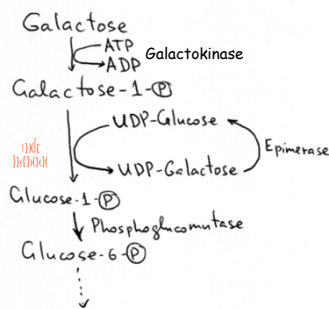 Galactose
ATP
ADP
Galactokinase
Galactose-1-Ⓟ
UDP-Glucose
UDP-Galactose
Epimerase
Glucose-1-Ⓟ
Phosphoglucomutase
Glucose-6-Ⓟ